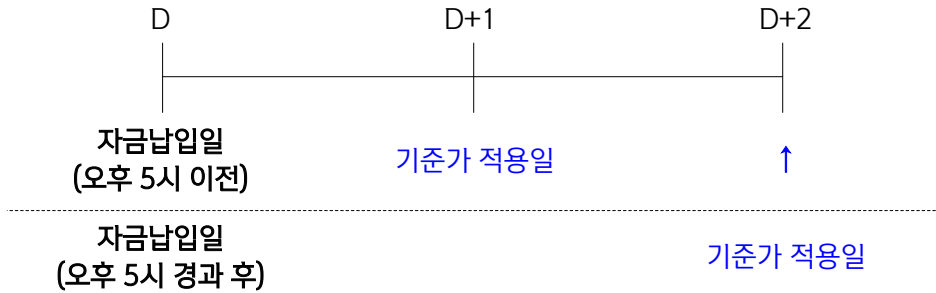 D D+1 D+2
자금납입일
(오후 5시 이전)
기준가 적용일
↑
자금납입일
(오후 5시 경과 후)
기준가 적용일